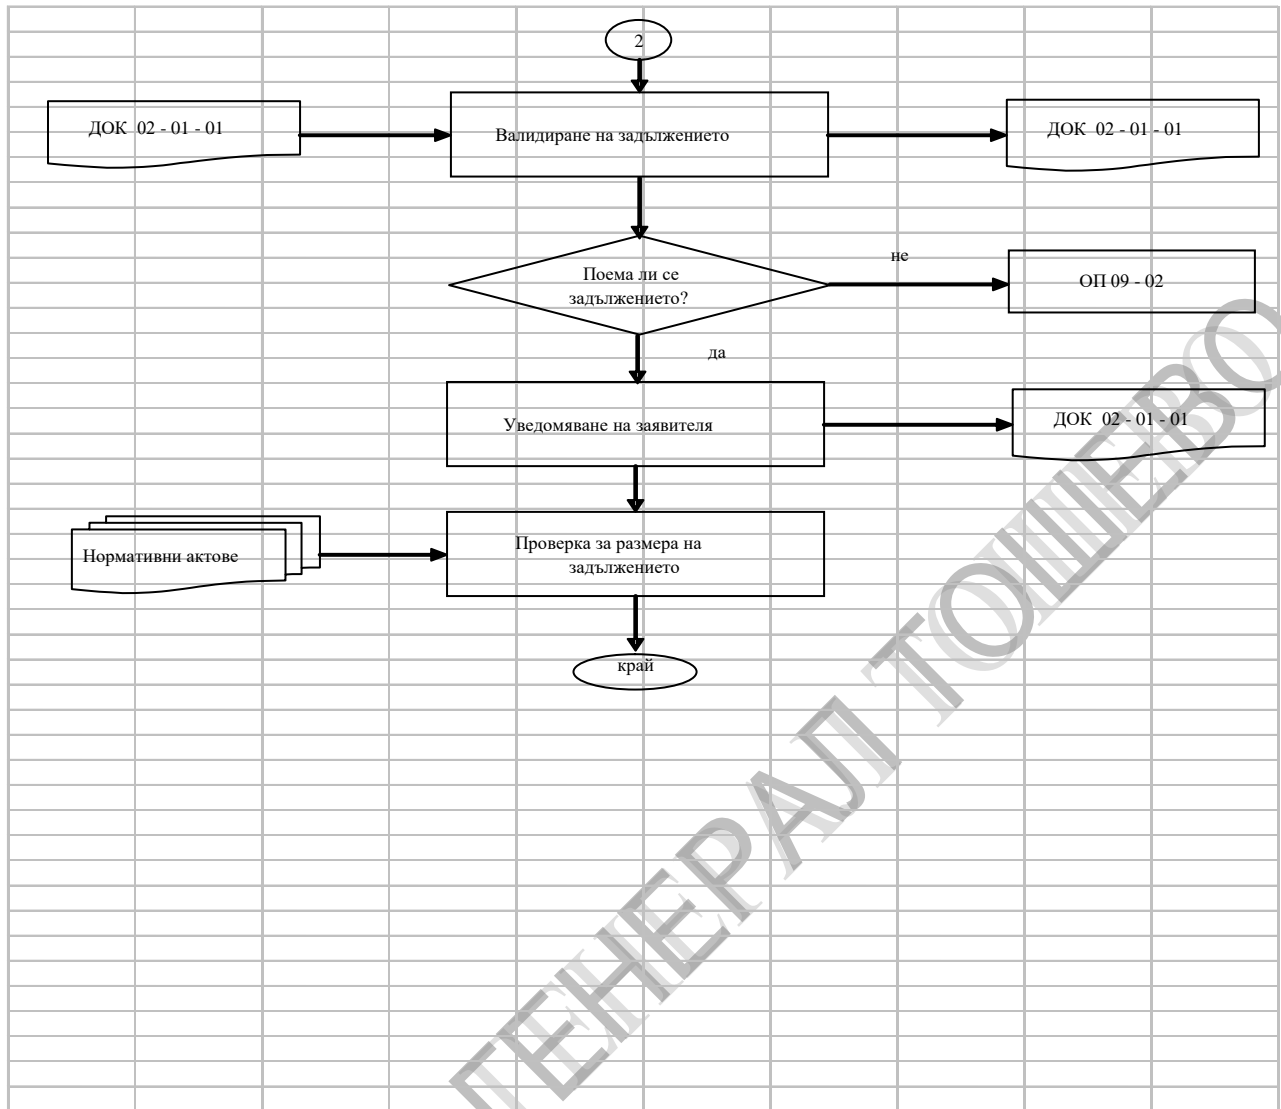 2
ДОК 02 - 01 - 01
Валидиране на задължението
ДОК 02 - 01 - 01
Поема ли се
задължението?
не
ОП 09 - 02
да
Уведомяване на заявителя
ДОК 02 - 01 - 01
Нормативни актове
Проверка за размера на
задължението
край
ГЕНЕРАЛ ТОШЕВО